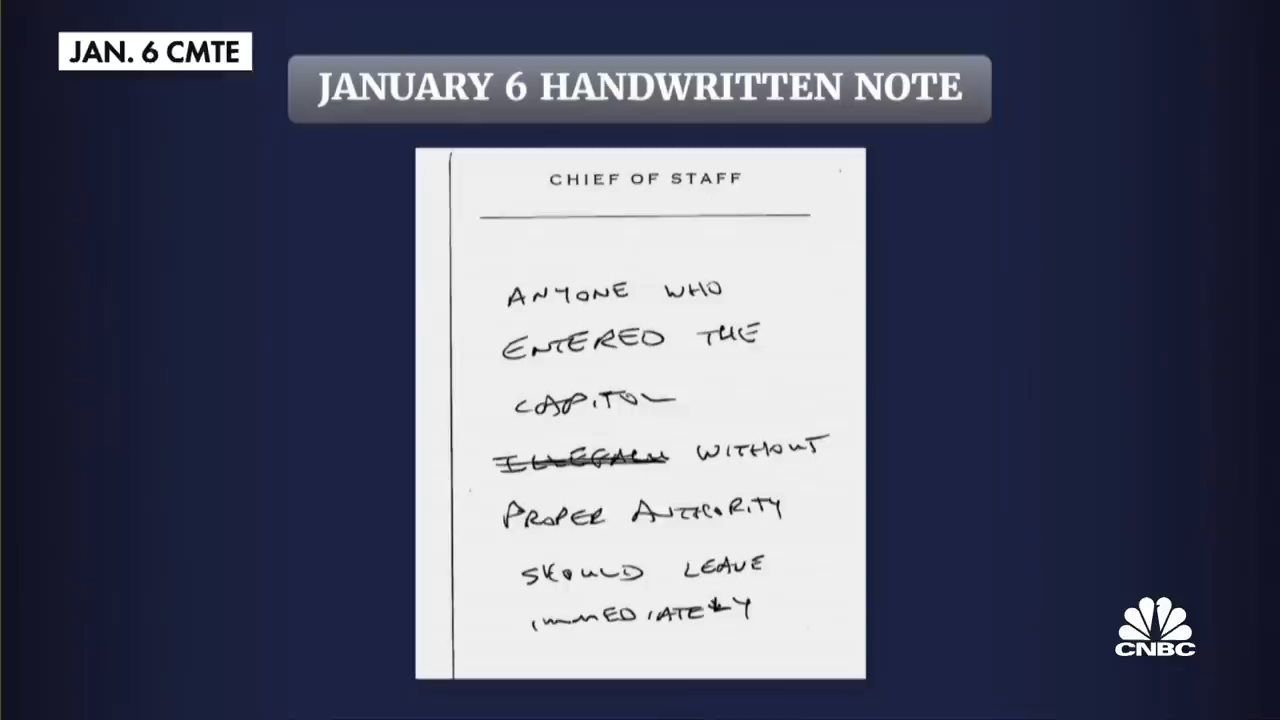 JAN. 6 CMTE
JANUARY 6 HANDWRITTEN NOTE
CHIEF OF STAFF
ANYONE WHO
ENTERED THE
CAPITOL
ILLEGALLY WITHOUT
PROPER AUTHORITY
SHOULD LEAVE
IMMEDIATELY
CNBC